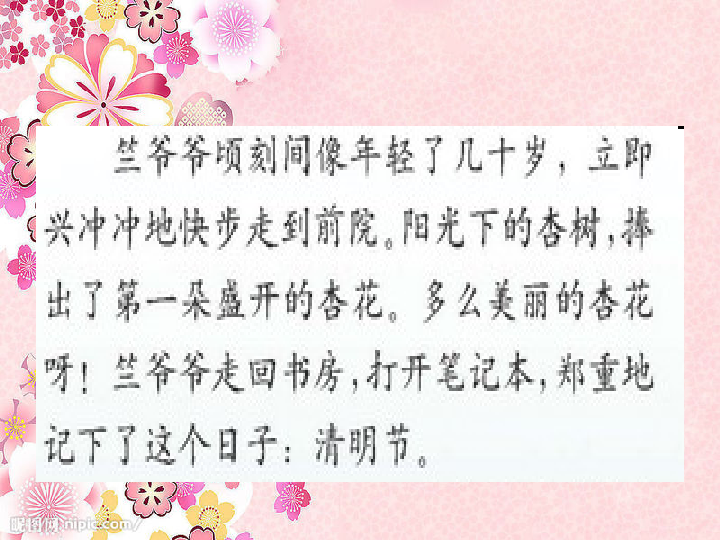 竺爷爷顷刻间像年轻了几十岁，立即
兴冲冲地快步走到前院。阳光下的杏树,捧
出了第一朵盛开的杏花。多么美丽的杏花
呀！竺爷爷走回书房,打开笔记本,郑重地
记下了这个日子：清明节。
昵图网 nipic.com/